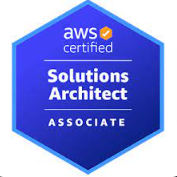 aws
certified
Solutions
Architect
ASSOCIATE